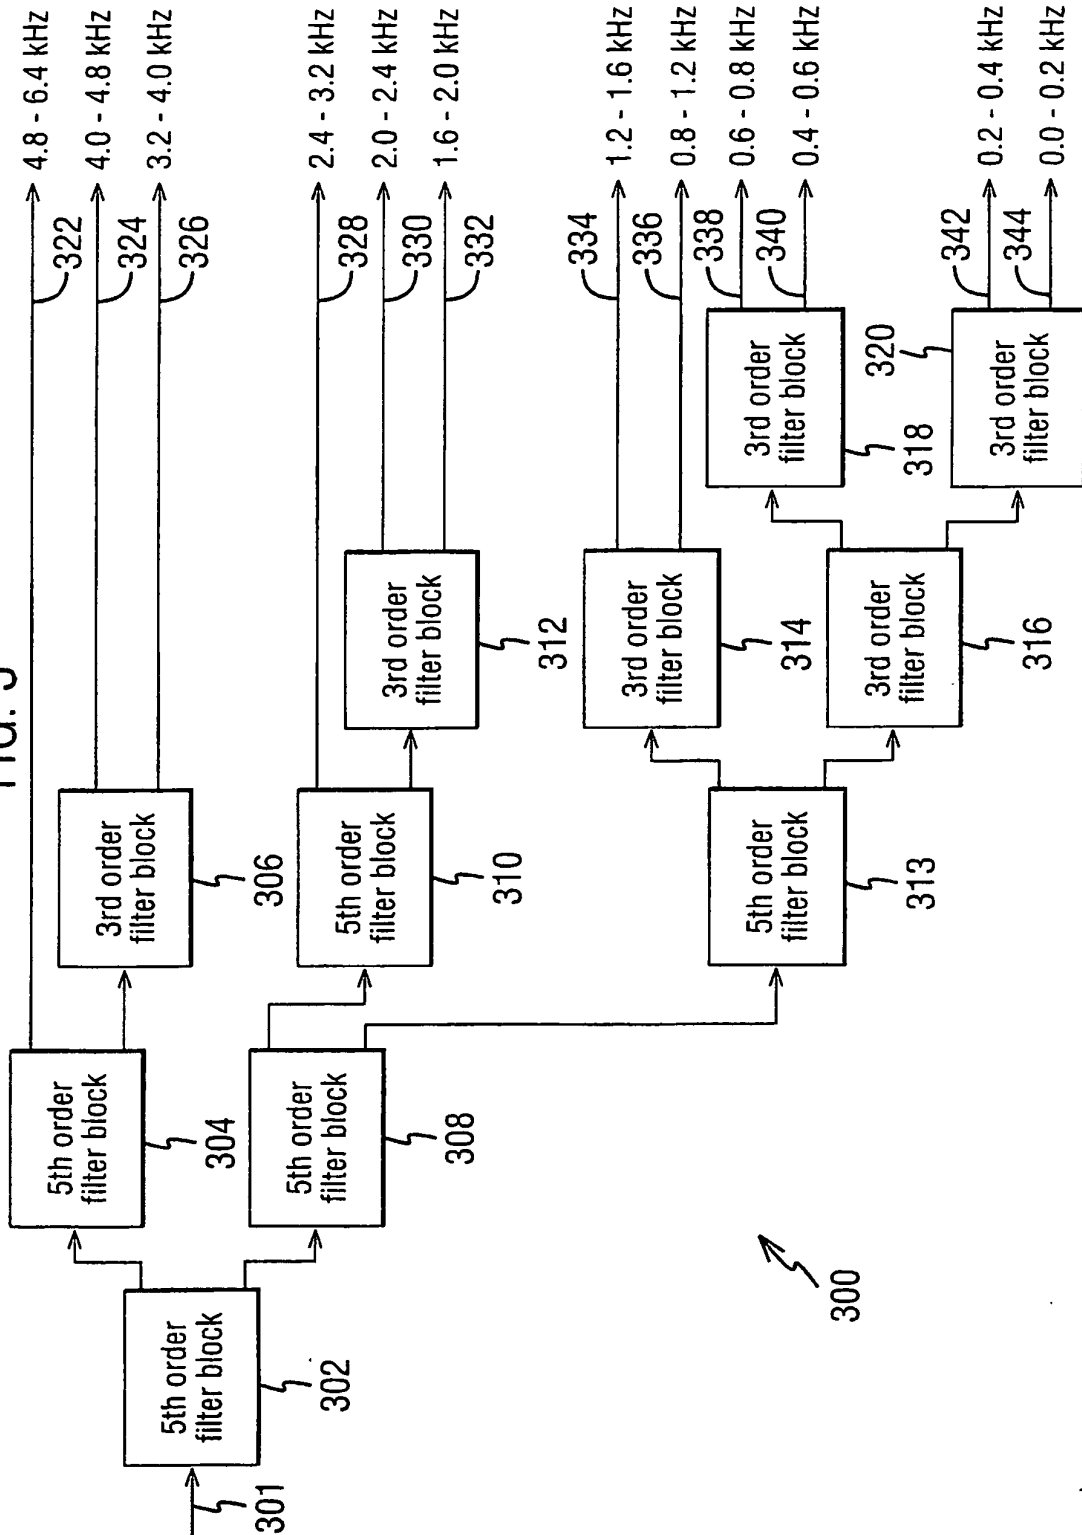 FIG. 3
4.8 - 6.4 kHz
322
4.0 - 4.8 kHz
324
3.2 - 4.0 kHz
326
5th order
filter block
304
3rd order
filter block
306
5th order
filter block
302
301
2.4 - 3.2 kHz
328
2.0 - 2.4 kHz
330
1.6 - 2.0 kHz
332
5th order
filter block
308
5th order
filter block
310
3rd order
filter block
312
1.2 - 1.6 kHz
334
0.8 - 1.2 kHz
336
0.6 - 0.8 kHz
338
0.4 - 0.6 kHz
340
3rd order
filter block
314
3rd order
filter block
318
5th order
filter block
313
3rd order
filter block
316
0.2 - 0.4 kHz
342
0.0 - 0.2 kHz
344
3rd order
filter block
320
300